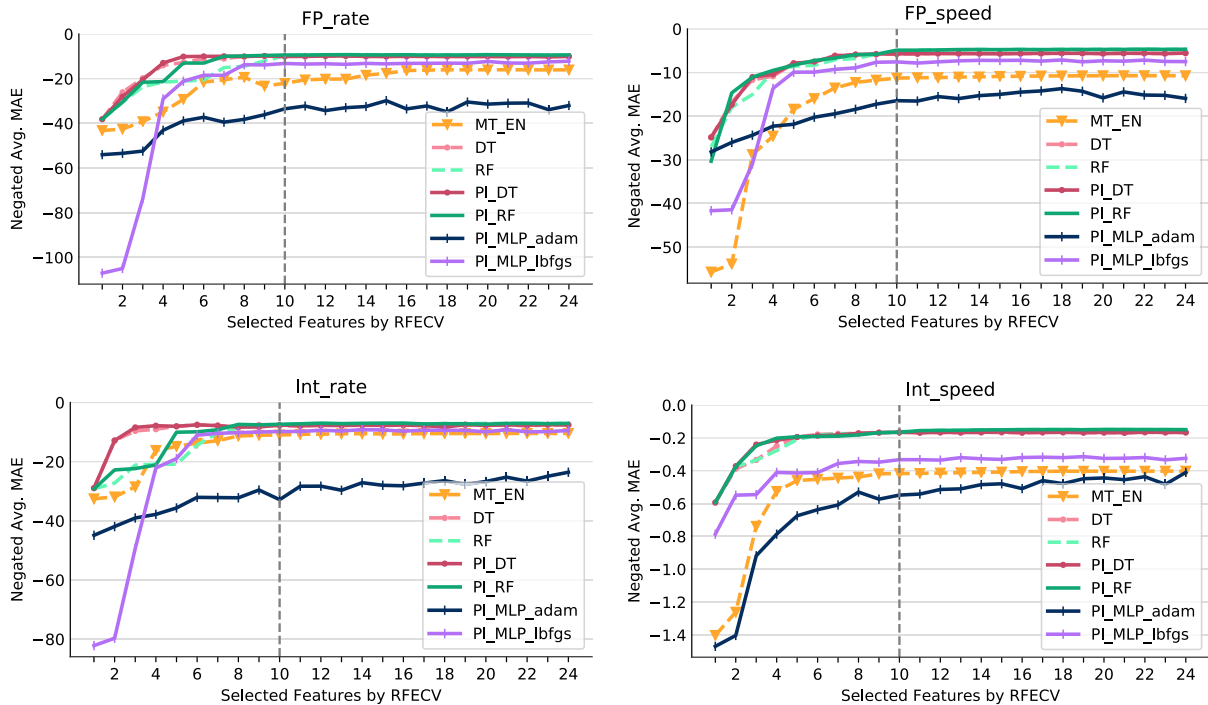 FP_rate
0
−20
−40
−60
−80
−100
Negated Avg. MAE
MT_EN
DT
RF
PI_DT
PI_RF
PI_MLP_adam
PI_MLP_lbfgs
2 4 6 8 10 12 14 16 18 20 22 24
Selected Features by RFECV
FP_speed
0
−10
−20
−30
−40
−50
Negated Avg. MAE
MT_EN
DT
RF
PI_DT
PI_RF
PI_MLP_adam
PI_MLP_lbfgs
2 4 6 8 10 12 14 16 18 20 22 24
Selected Features by RFECV
Int_rate
0
−20
−40
−60
−80
Negated Avg. MAE
MT_EN
DT
RF
PI_DT
PI_RF
PI_MLP_adam
PI_MLP_lbfgs
2 4 6 8 10 12 14 16 18 20 22 24
Selected Features by RFECV
Int_speed
0.0
−0.2
−0.4
−0.6
−0.8
−1.0
−1.2
−1.4
Negated Avg. MAE
MT_EN
DT
RF
PI_DT
PI_RF
PI_MLP_adam
PI_MLP_lbfgs
2 4 6 8 10 12 14 16 18 20 22 24
Selected Features by RFECV